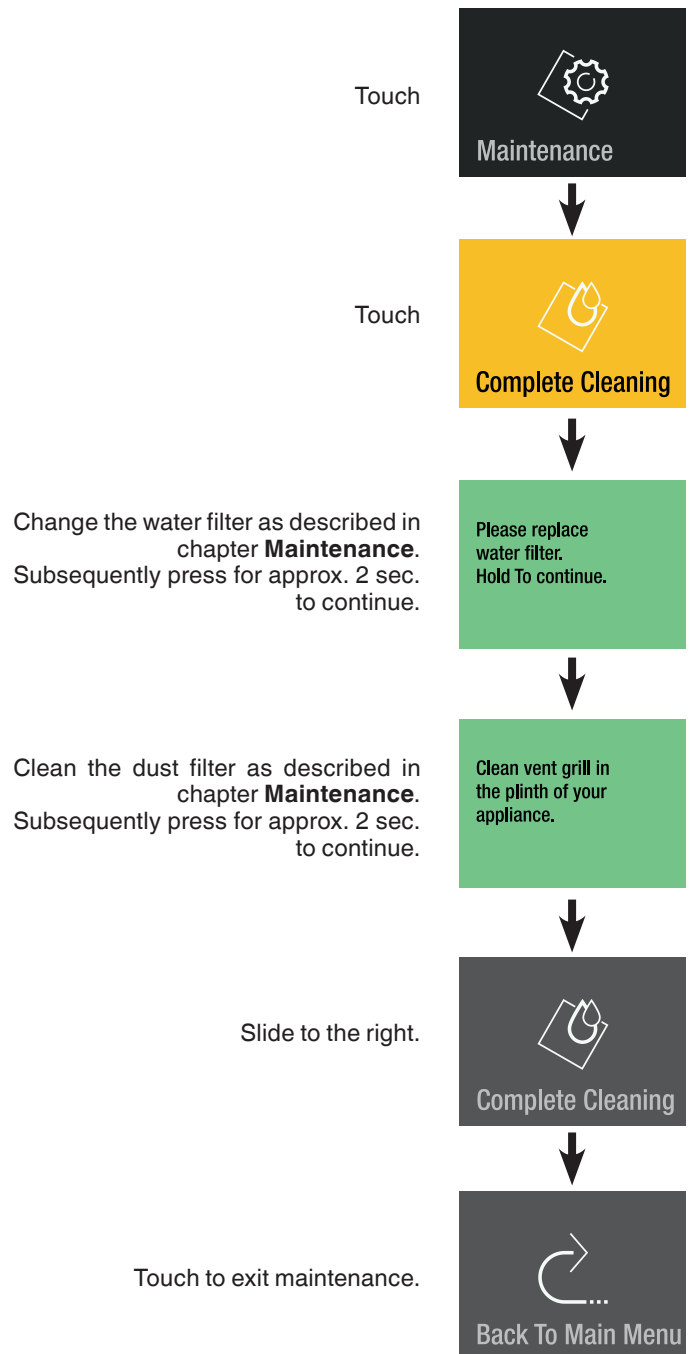 Touch
Maintenance
Touch
Complete Cleaning
Change the water filter as described in
chapter Maintenance.
Subsequently press for approx. 2 sec.
to continue.
Please replace
water filter.
Hold To continue.
Clean the dust filter as described in
chapter Maintenance.
Subsequently press for approx. 2 sec.
to continue.
Clean vent grill in
the plinth of your
appliance.
Slide to the right.
Complete Cleaning
Touch to exit maintenance.
Back To Main Menu